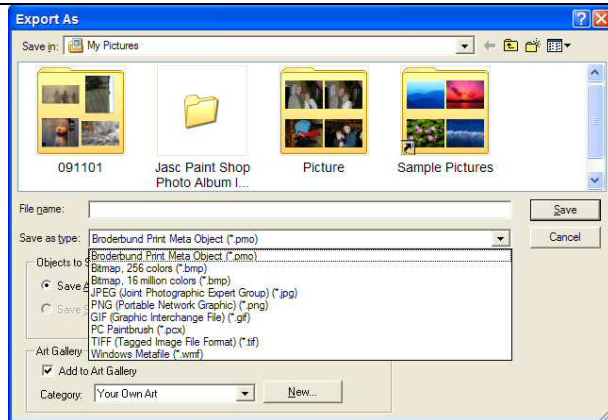 Export As
Save in: My Pictures
091101
Jasc Paint Shop
Photo Album I...
Picture
Sample Pictures
File name:
Save
Save as type: Broderbund Print Meta Object (*.pmo)
Cancel
Broderbund Print Meta Object (*.pmo)
Bitmap, 256 colors (*.bmp)
Bitmap, 16 million colors (*.bmp)
JPEG (Joint Photographic Expert Group) (*.jpg)
PNG (Portable Network Graphic) (*.png)
GIF (Graphic Interchange File) (*.gif)
PC Paintbrush (*.pcx)
TIFF (Tagged Image File Format) (*.tif)
Windows Metafile (*.wmf)
Objects to
Save
Save
Art Gallery
Add to Art Gallery
Category: Your Own Art
New...